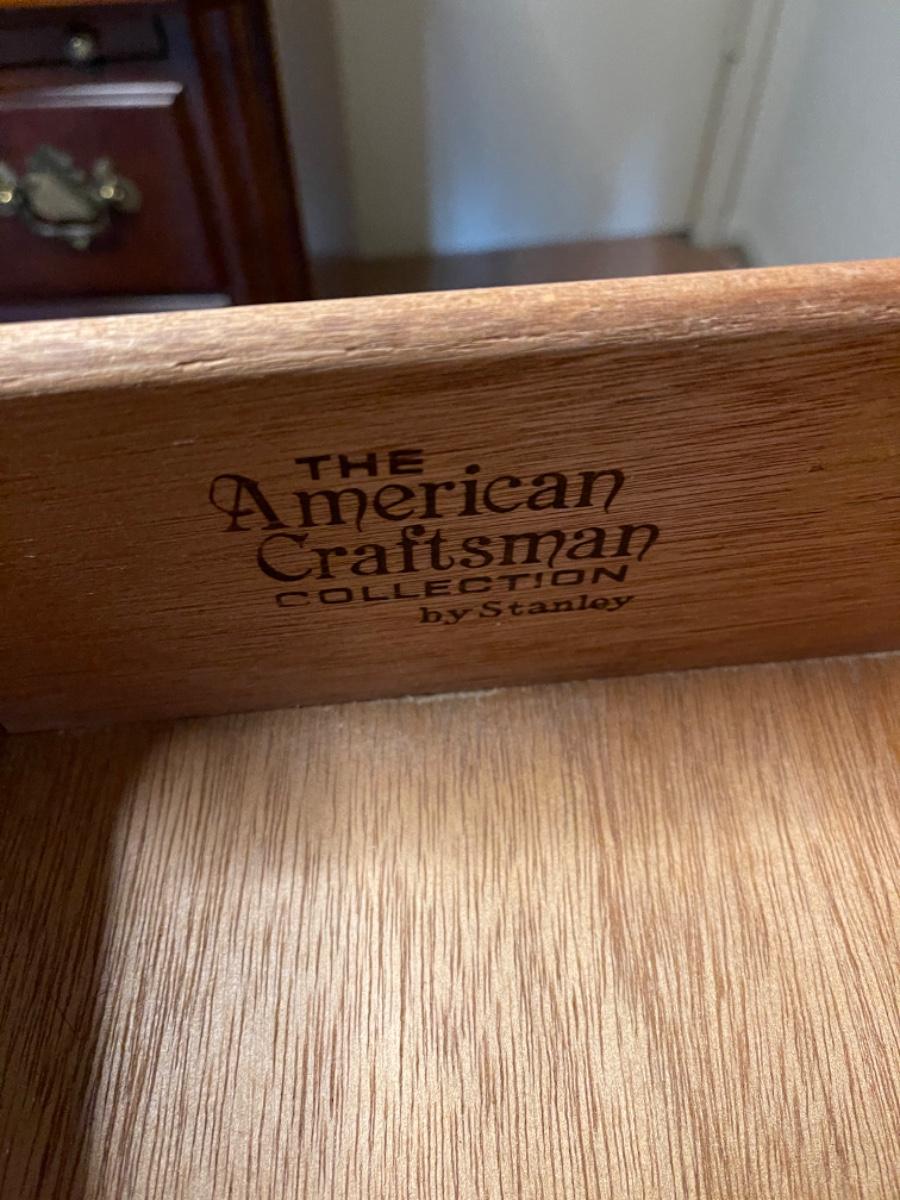 THE
American
Craftsman
COLLECTION
by Stanley